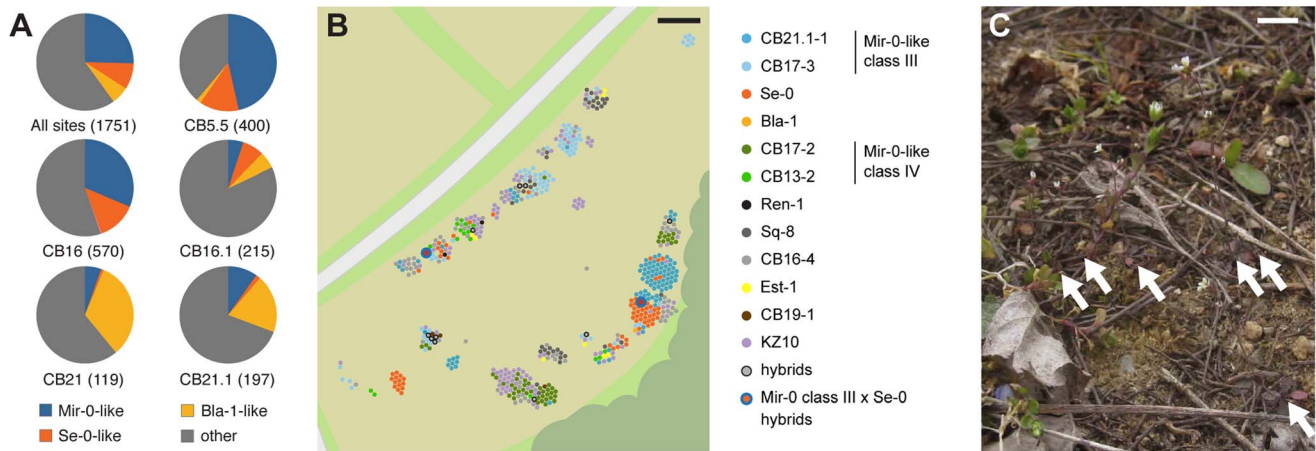 A
All sites (1751)
CB5.5 (400)
CB16 (570)
CB16.1 (215)
CB21 (119)
CB21.1 (197)
Mir-0-like
Bla-1-like
Se-0-like
other
B
CB21.1-1
CB17-3
Mir-0-like
class III
Se-0
Bla-1
CB17-2
CB13-2
Mir-0-like
class IV
Ren-1
Sq-8
CB16-4
Est-1
CB19-1
KZ10
hybrids
Mir-0 class III x Se-0
hybrids
C